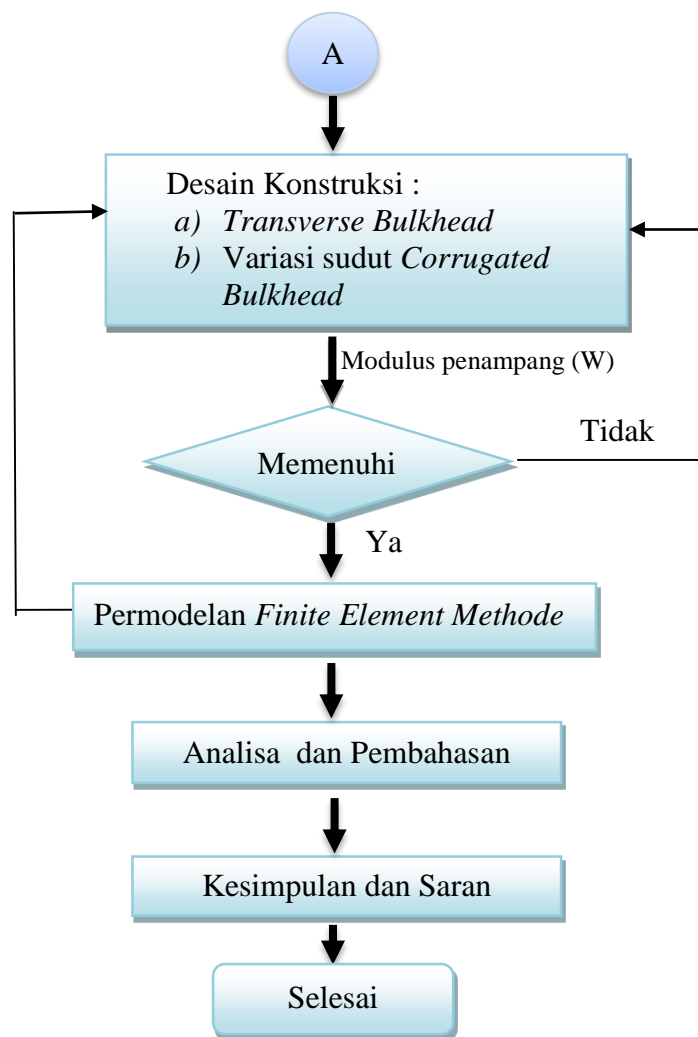 A
Desain Konstruksi :
a) Transverse Bulkhead
b) Variasi sudut Corrugated
Bulkhead
Modulus penampang (W)
Memenuhi
Tidak
Ya
Permodelan Finite Element Methode
Analisa dan Pembahasan
Kesimpulan dan Saran
Selesai